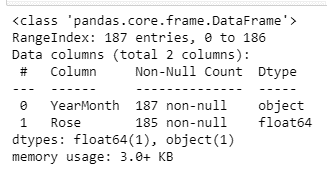 <class 'pandas.core.frame.DataFrame'>
RangeIndex: 187 entries, 0 to 186
Data columns (total 2 columns):
 #   Column     Non-Null Count  Dtype
---  ------     --------------  -----
 0   YearMonth  187 non-null    object
 1   Rose       185 non-null    float64
dtypes: float64(1), object(1)
memory usage: 3.0+ KB